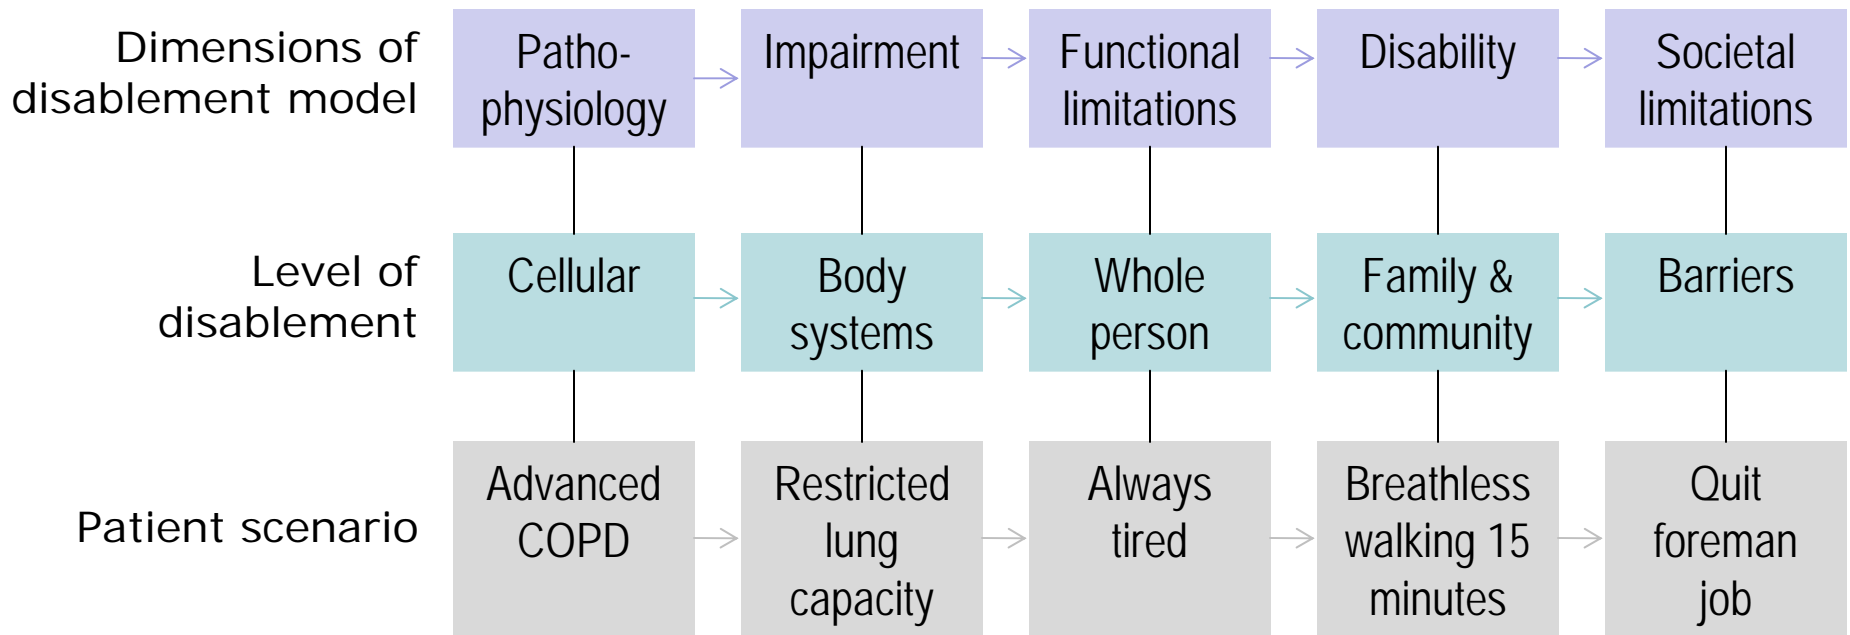 Dimensions of
disablement model
Patho-
physiology
Impairment
Functional
limitations
Disability
Societal
limitations
Level of
disablement
Cellular
Body
systems
Whole
person
Family &
community
Barriers
Patient scenario
Advanced
COPD
Restricted
lung
capacity
Always
tired
Breathless
walking 15
minutes
Quit
foreman
job